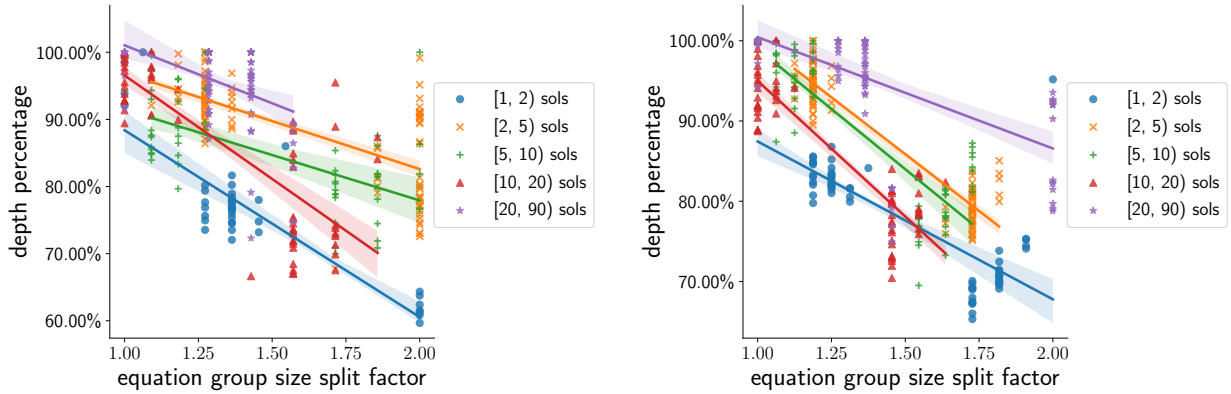 100.00%
90.00%
80.00%
70.00%
60.00%
depth percentage
1.00 1.25 1.50 1.75 2.00
equation group size split factor
[1, 2) sols
[2, 5) sols
[5, 10) sols
[10, 20) sols
[20, 90) sols
100.00%
90.00%
80.00%
70.00%
depth percentage
1.00 1.25 1.50 1.75 2.00
equation group size split factor
[1, 2) sols
[2, 5) sols
[5, 10) sols
[10, 20) sols
[20, 90) sols